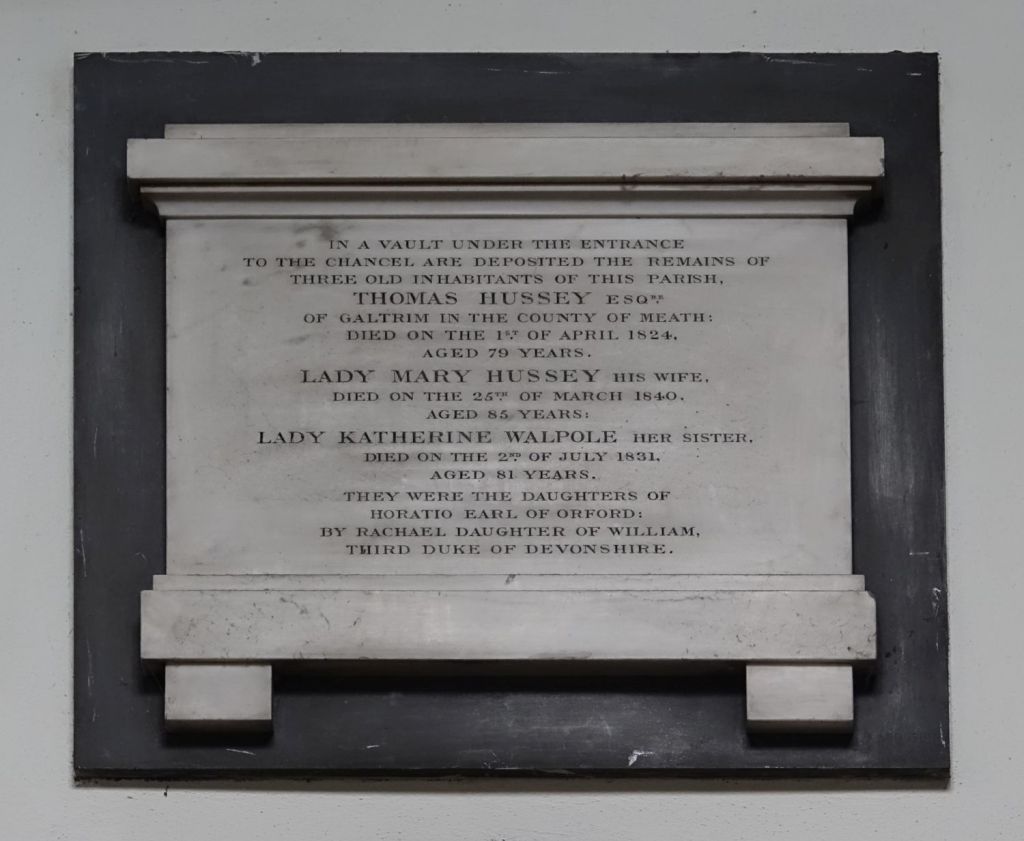 IN A VAULT UNDER THE ENTRANCE
TO THE CHANCEL ARE DEPOSITED THE REMAINS OF
THREE OLD INHABITANTS OF THIS PARISH,
THOMAS HUSSEY ESQRE.
OF GALTRIM IN THE COUNTY OF MEATH:
DIED ON THE 1ST. OF APRIL 1824,
AGED 79 YEARS.
LADY MARY HUSSEY HIS WIFE,
DIED ON THE 25TH OF MARCH 1840,
AGED 85 YEARS:
LADY KATHERINE WALPOLE HER SISTER,
DIED ON THE 2ND. OF JULY 1831,
AGED 81 YEARS.
THEY WERE THE DAUGHTERS OF
HORATIO EARL OF ORFORD:
BY RACHAEL DAUGHTER OF WILLIAM,
THIRD DUKE OF DEVONSHIRE.